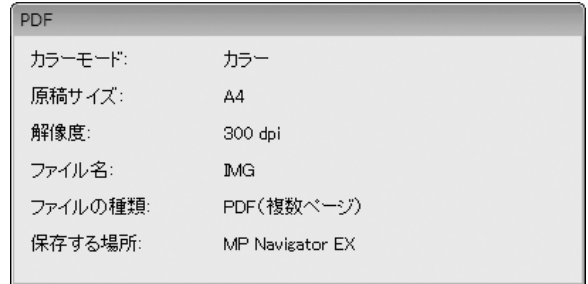 PDF
カラーモード: カラー
原稿サイズ: A4
解像度: 300 dpi
ファイル名: IMG
ファイルの種類: PDF(複数ページ)
保存する場所: MP Navigator EX